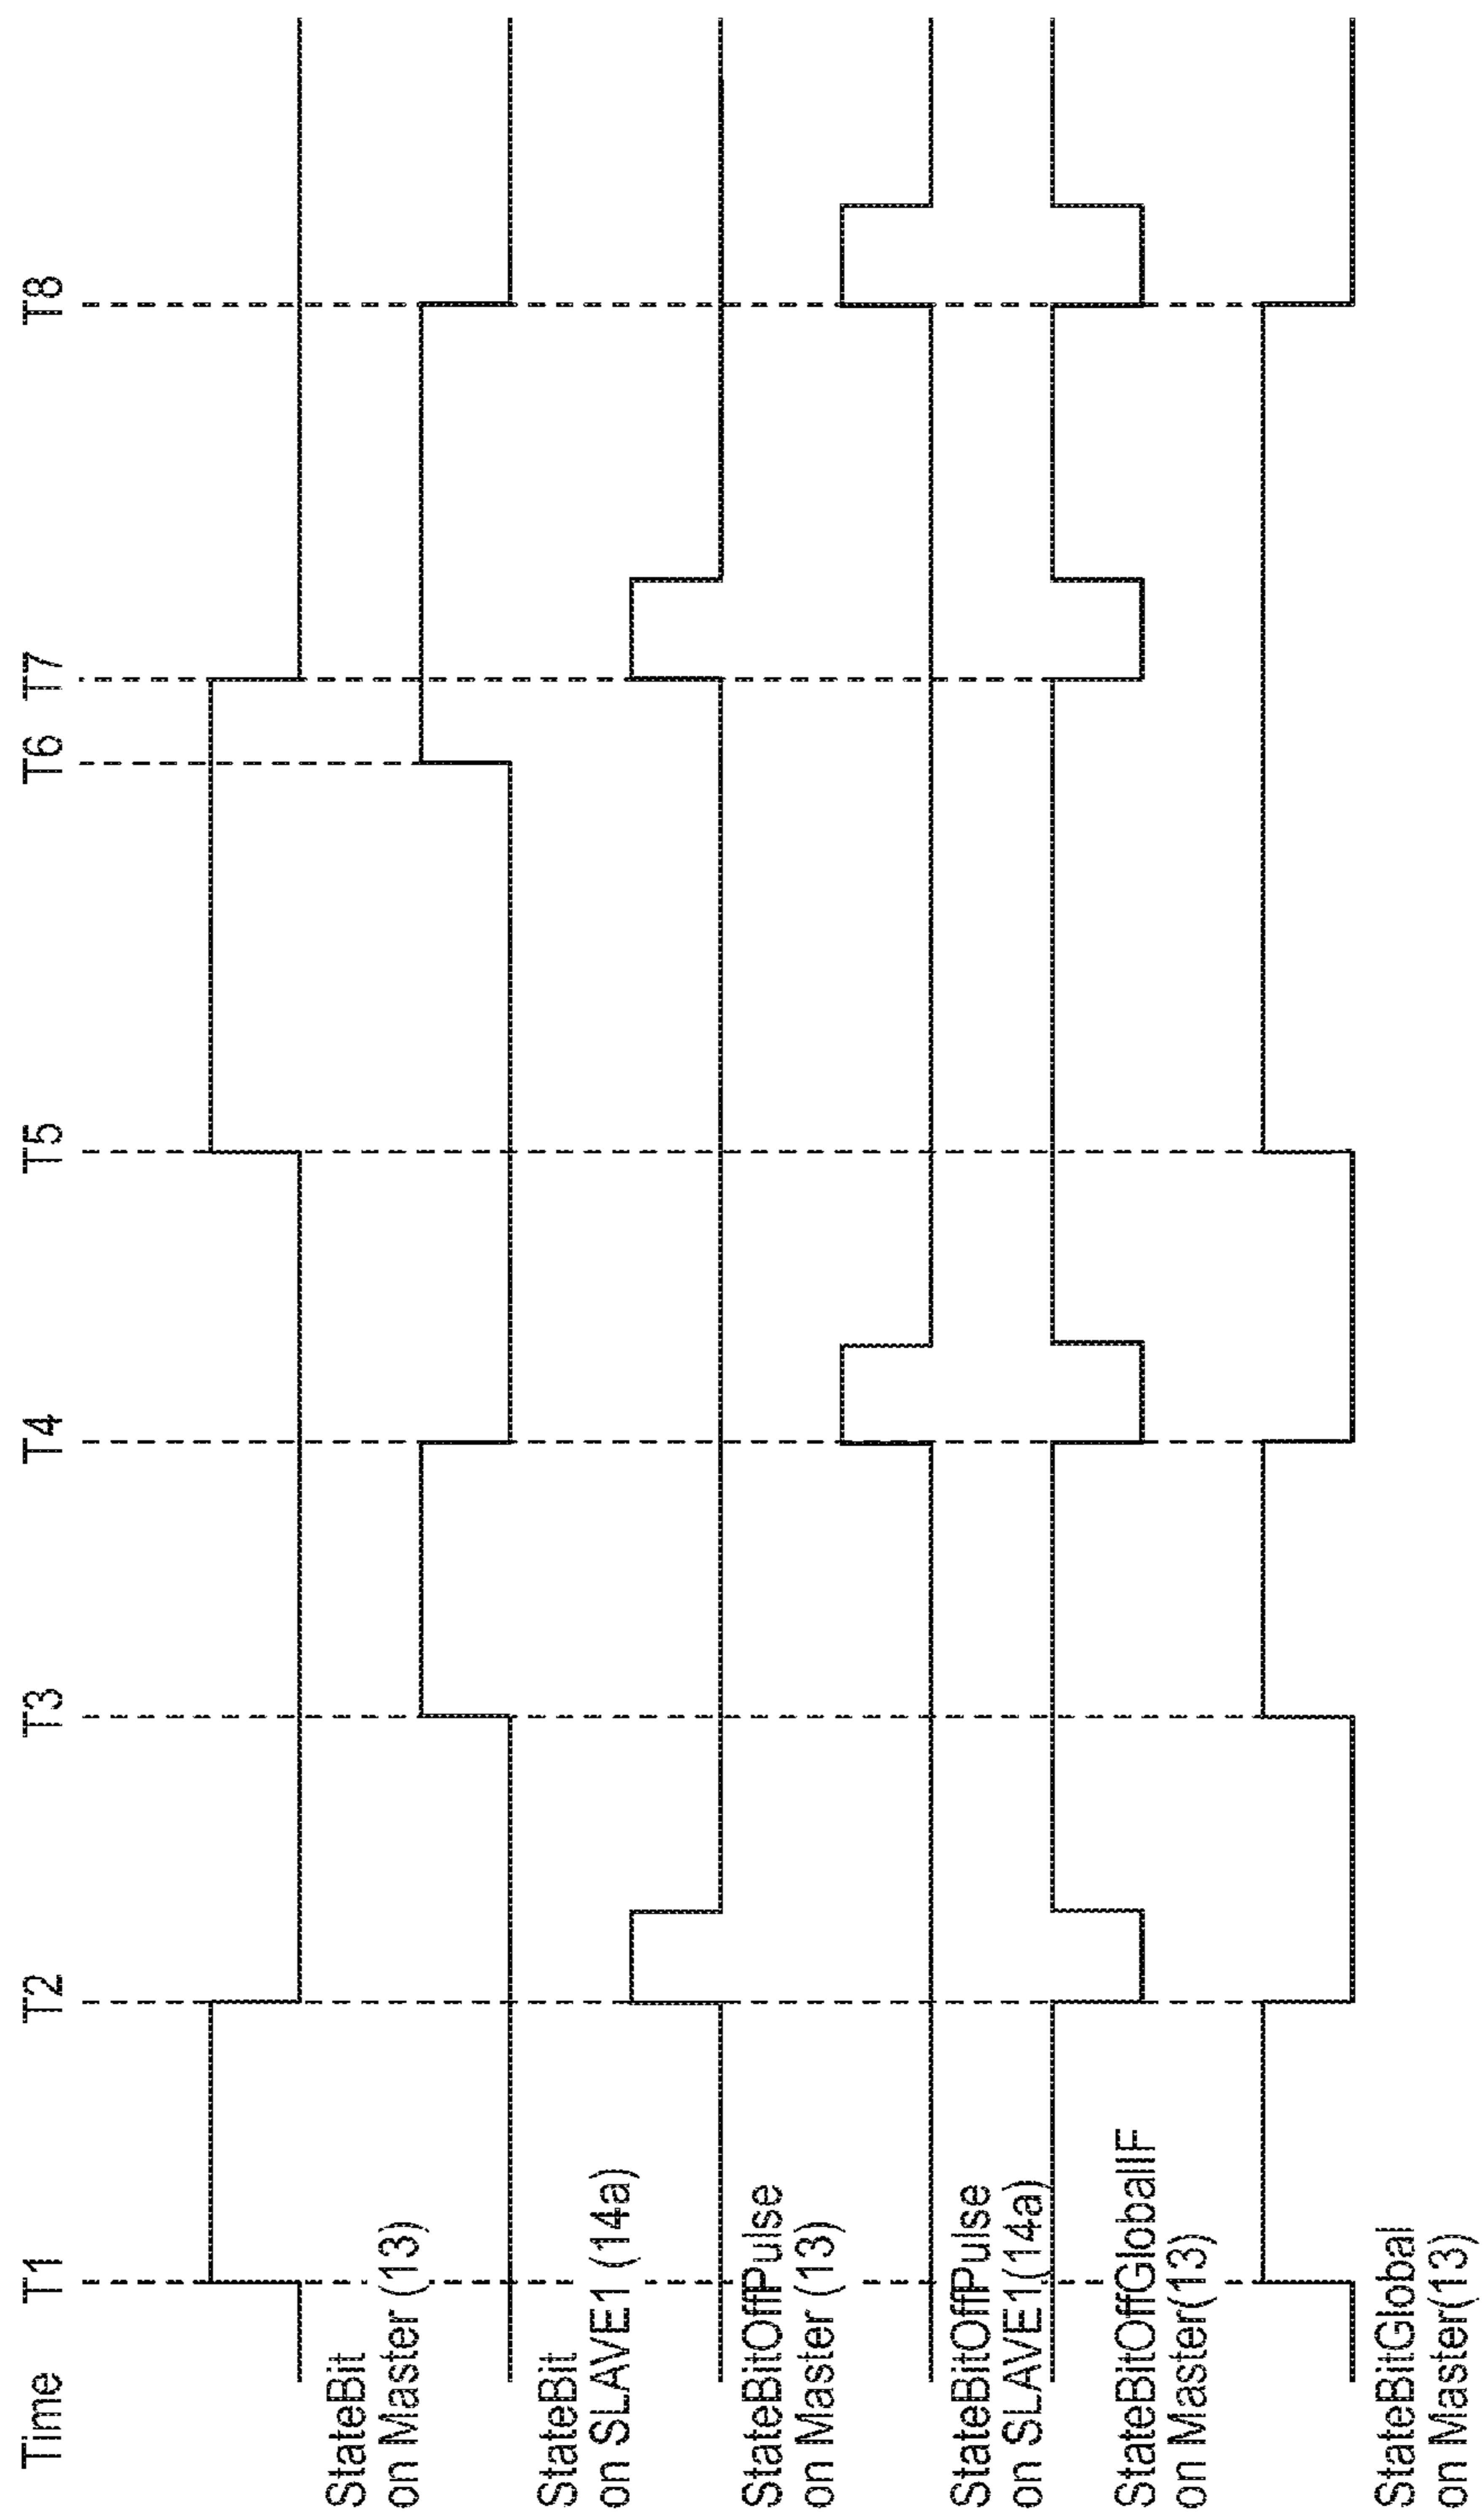 Time T1 T2 T3 T4 T5 T6 T7 T8
StateBit
on Master (13)
StateBit
on SLAVE1 (14a)
StateBitOffPulse
on Master (13)
StateBitOffPulse
on SLAVE1(14a)
StateBitOffGlobalIF
on Master(13)
StateBitGlobal
on Master(13)